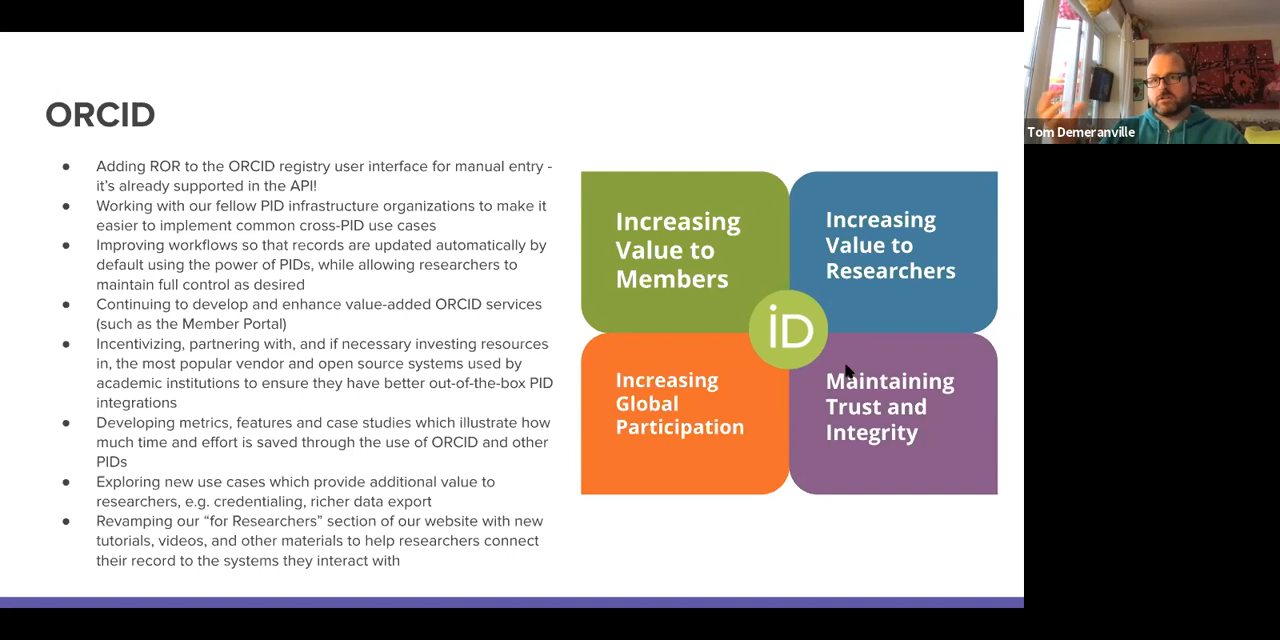 ORCID
● Adding ROR to the ORCID registry user interface for manual entry -
it's already supported in the API!
● Working with our fellow PID infrastructure organizations to make it
easier to implement common cross-PID use cases
● Improving workflows so that records are updated automatically by
default using the power of PIDs, while allowing researchers to
maintain full control as desired
● Continuing to develop and enhance value-added ORCID services
(such as the Member Portal)
● Incentivizing, partnering with, and if necessary investing resources
in, the most popular vendor and open source systems used by
academic institutions to ensure they have better out-of-the-box PID
integrations
● Developing metrics, features and case studies which illustrate how
much time and effort is saved through the use of ORCID and other
PIDs
● Exploring new use cases which provide additional value to
researchers, e.g. credentialing, richer data export
● Revamping our “for Researchers” section of our website with new
tutorials, videos, and other materials to help researchers connect
their record to the systems they interact with
Increasing
Value to
Members
Increasing
Value to
Researchers
iD
Increasing
Global
Participation
Maintaining
Trust and
Integrity
Tom Demeranville